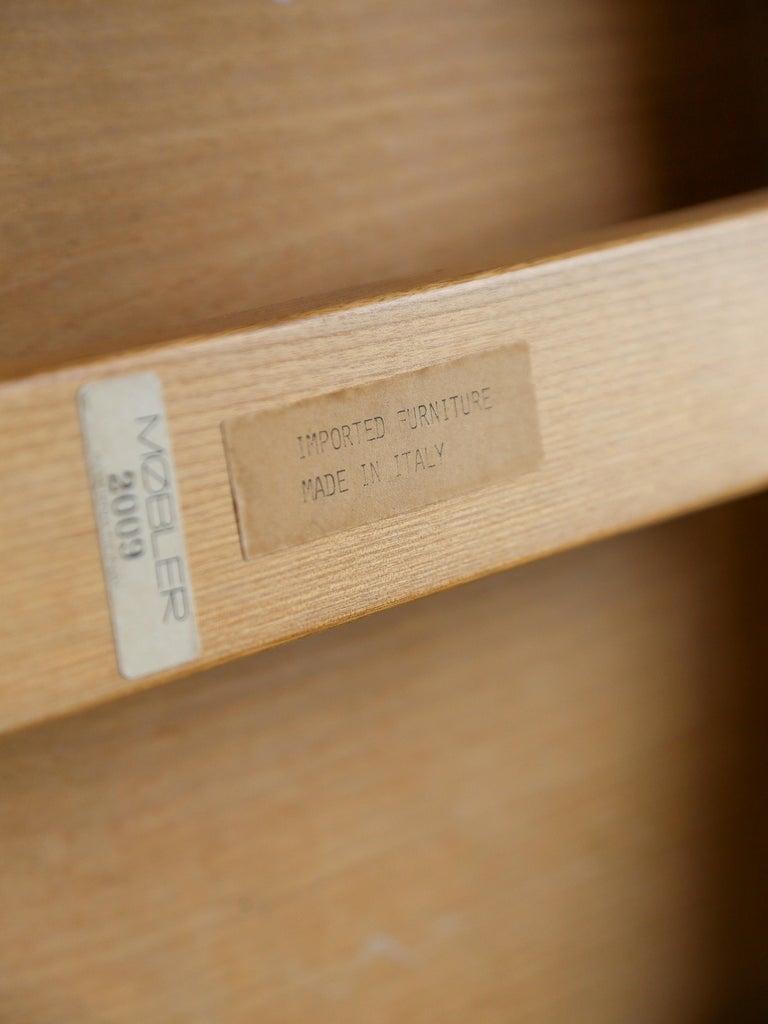 MØBLER
2009
IMPORTED FURNITURE
MADE IN ITALY